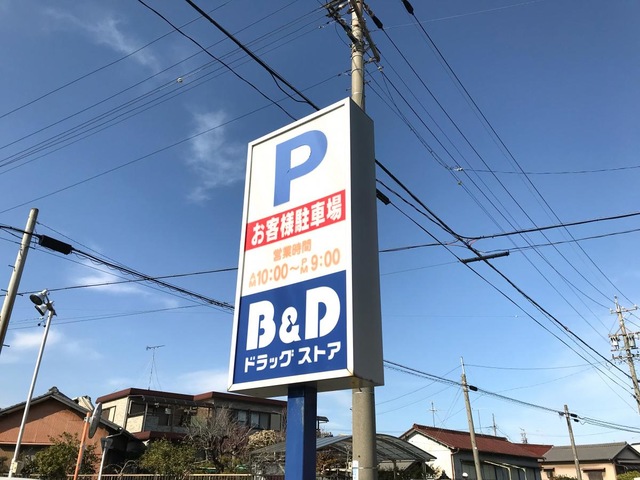 P
お客様駐車場
営業時間
AM10:00〜PM9:00
B&D
ドラッグストア